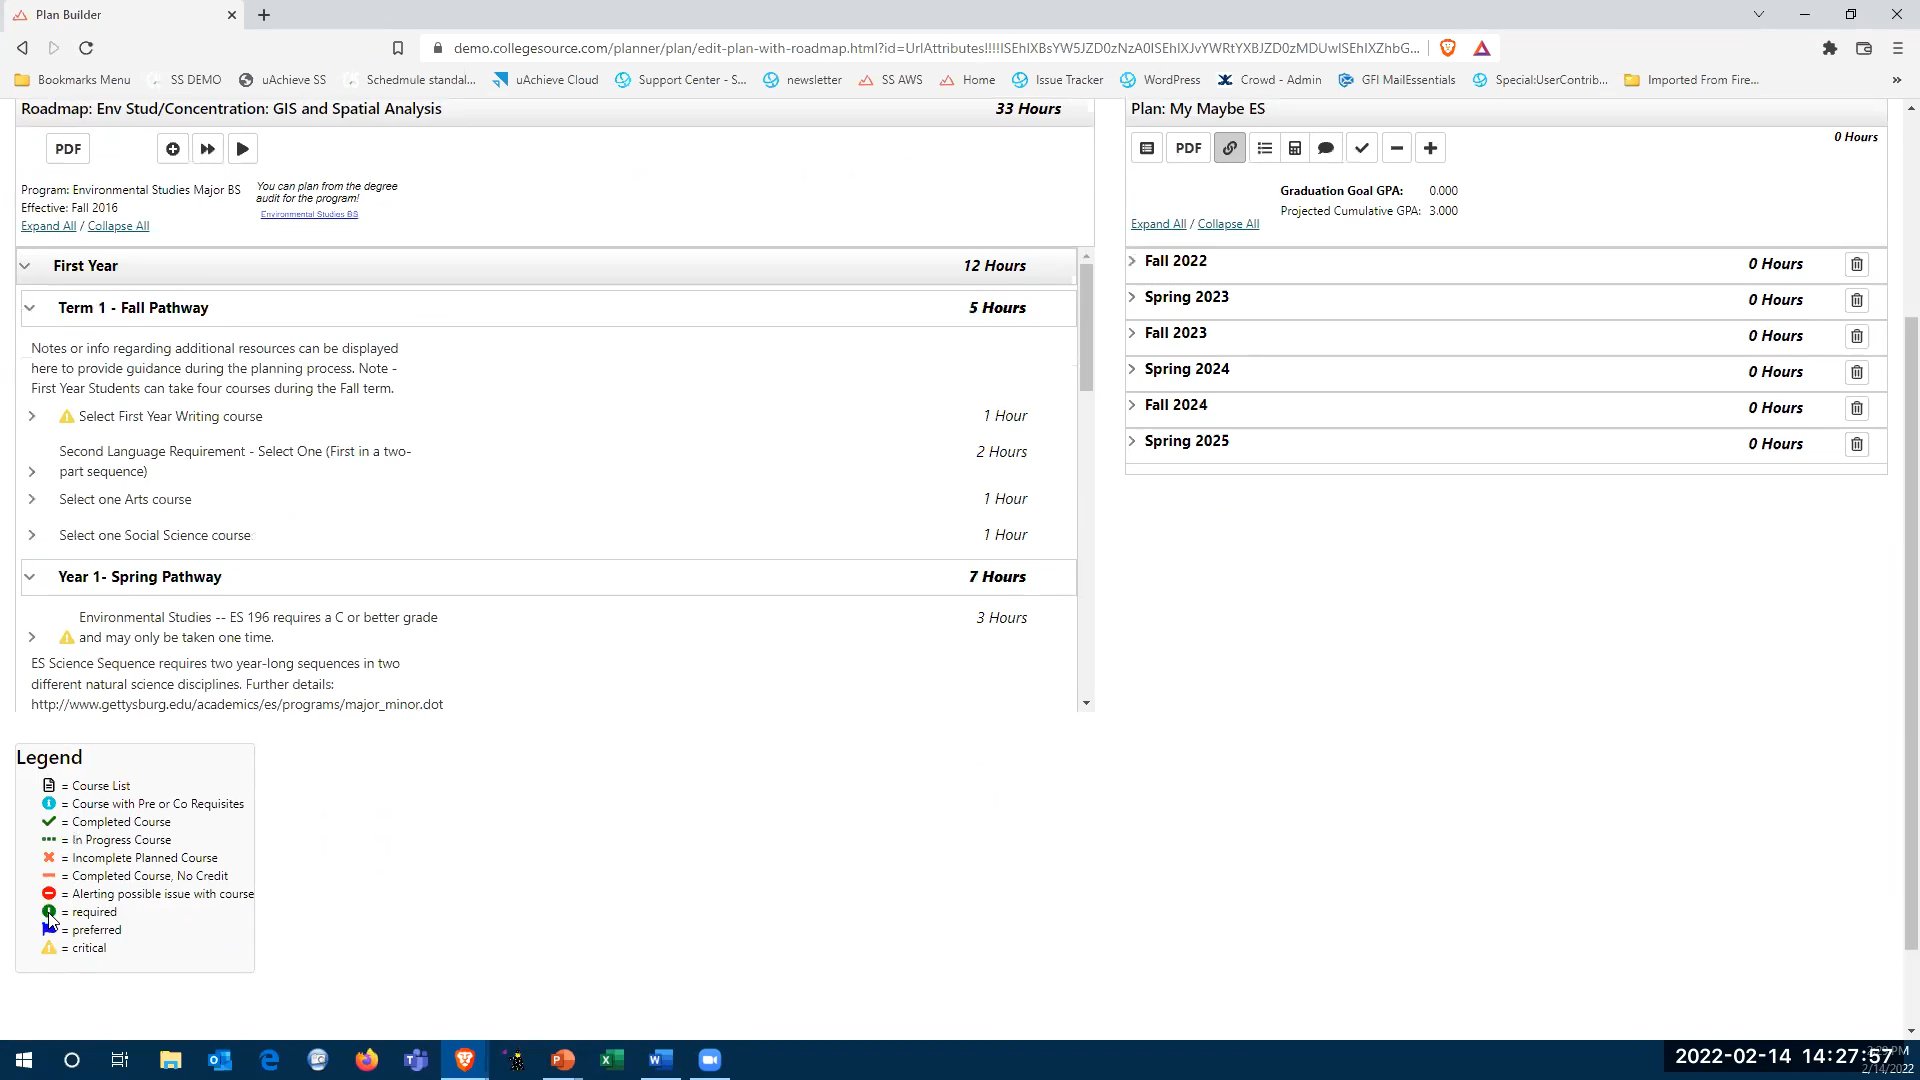 Plan Builder
demo.collegesource.com/planner/plan/edit-plan-with-roadmap.html?id=UrlAttributes!!!!ISEhIXBsYW5JZD0zNzA0ISEhIXJvYWRtYXBJZD0zMDUwISEhIXZhbG...
Bookmarks Menu SS DEMO uAchieve SS Schedmule standal... uAchieve Cloud Support Center - S... newsletter SS AWS Home Issue Tracker WordPress Crowd - Admin GFI MailEssentials Special:UserContrib... Imported From Fire...
Roadmap: Env Stud/Concentration: GIS and Spatial Analysis 33 Hours
PDF
Program: Environmental Studies Major BS
Effective: Fall 2016
Expand All / Collapse All
You can plan from the degree
audit for the program!
Environmental Studies BS
First Year 12 Hours
Term 1 - Fall Pathway 5 Hours
Notes or info regarding additional resources can be displayed
here to provide guidance during the planning process. Note -
First Year Students can take four courses during the Fall term.
Select First Year Writing course 1 Hour
Second Language Requirement - Select One (First in a two-
part sequence) 2 Hours
Select one Arts course 1 Hour
Select one Social Science course 1 Hour
Year 1- Spring Pathway 7 Hours
Environmental Studies -- ES 196 requires a C or better grade
and may only be taken one time. 3 Hours
ES Science Sequence requires two year-long sequences in two
different natural science disciplines. Further details:
http://www.gettysburg.edu/academics/es/programs/major_minor.dot
Plan: My Maybe ES
0 Hours
PDF
Graduation Goal GPA: 0.000
Projected Cumulative GPA: 3.000
Expand All / Collapse All
Fall 2022 0 Hours
Spring 2023 0 Hours
Fall 2023 0 Hours
Spring 2024 0 Hours
Fall 2024 0 Hours
Spring 2025 0 Hours
Legend
= Course List
= Course with Pre or Co Requisites
= Completed Course
= In Progress Course
= Incomplete Planned Course
= Completed Course, No Credit
= Alerting possible issue with course
= required
= preferred
= critical
2022-02-14 14:27:57
2/14/2022